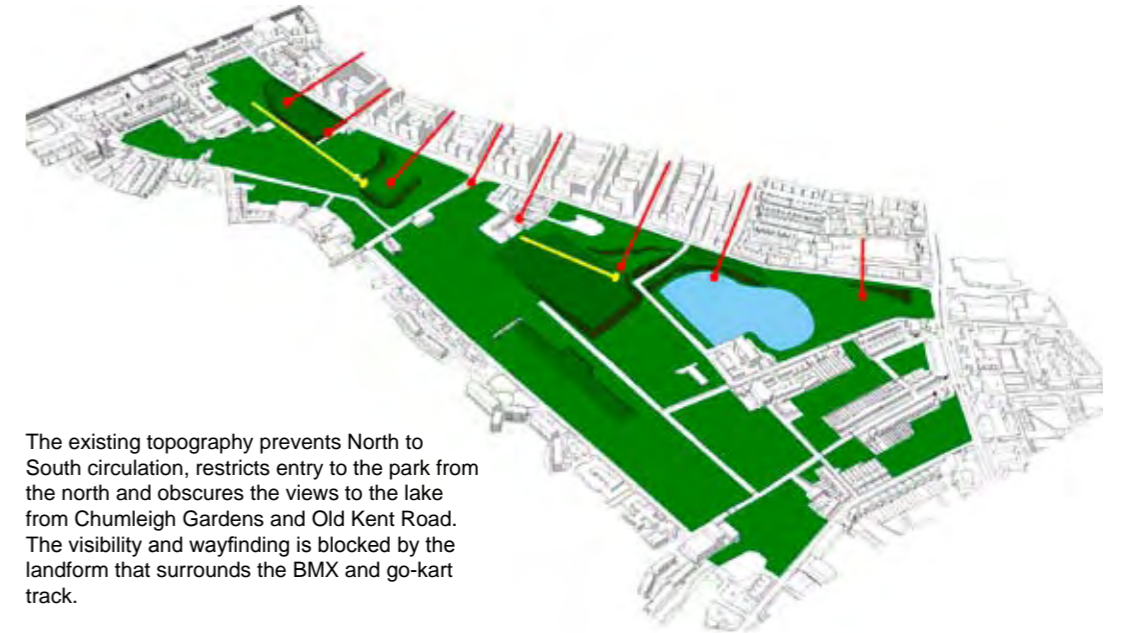 The existing topography prevents North to
South circulation, restricts entry to the park from
the north and obscures the views to the lake
from Chumleigh Gardens and Old Kent Road.
The visibility and wayfinding is blocked by the
landform that surrounds the BMX and go-kart
track.